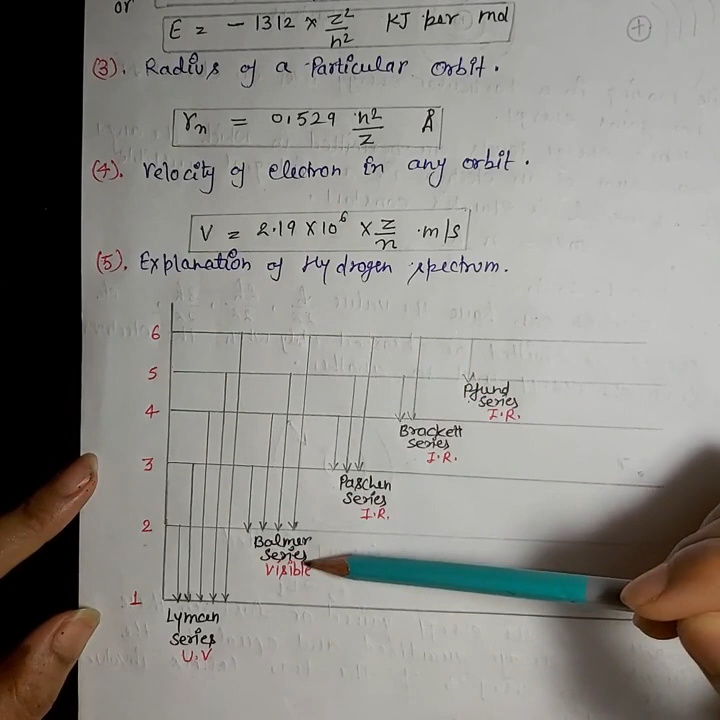 or
E = - 1312 × z²/n² KJ per mol
(3). Radius of a Particular orbit.
rₙ = 0.529 n²/z Å
(4). Velocity of electron in any orbit.
V = 2.19 × 10⁶ × z/n .m/s
(5). Explanation of Hydrogen spectrum.
6
5
Pfund
series
I.R.
4
Brackett
series
I.R.
3
Paschen
Series
I.R.
2
Balmer
Series
Visible
1
Lyman
series
U.V